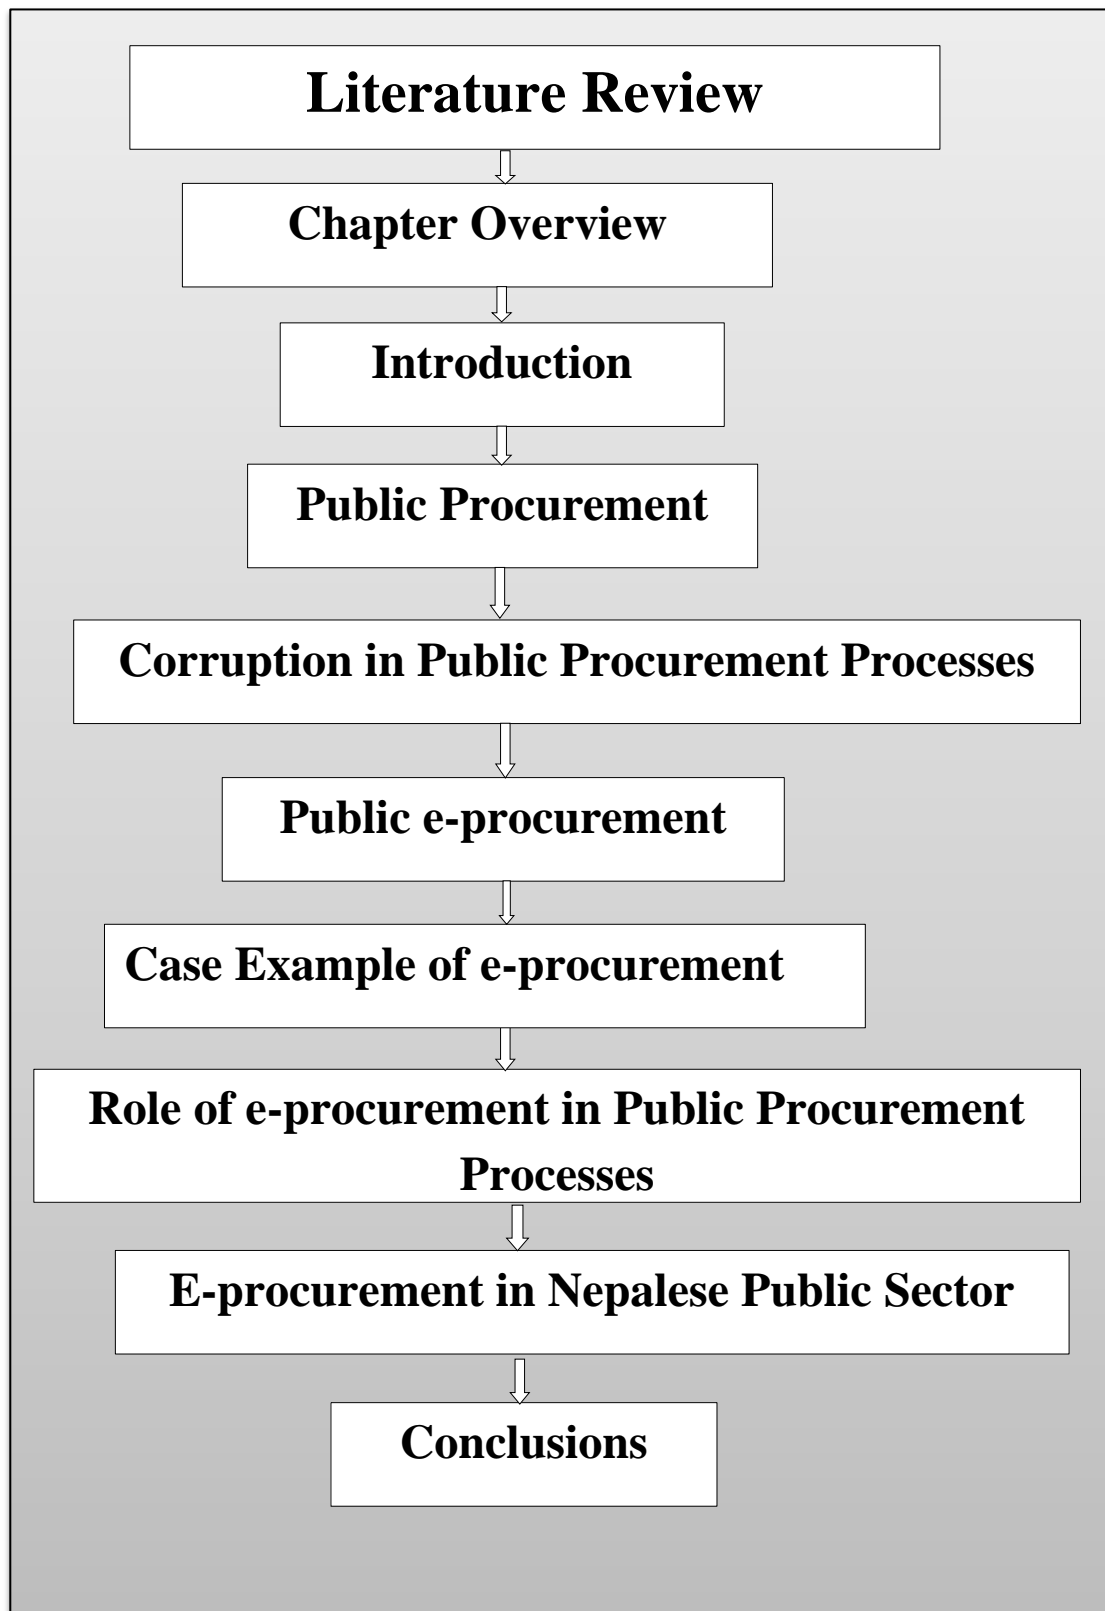 Literature Review
Chapter Overview
Introduction
Public Procurement
Corruption in Public Procurement Processes
Public e-procurement
Case Example of e-procurement
Role of e-procurement in Public Procurement
Processes
E-procurement in Nepalese Public Sector
Conclusions